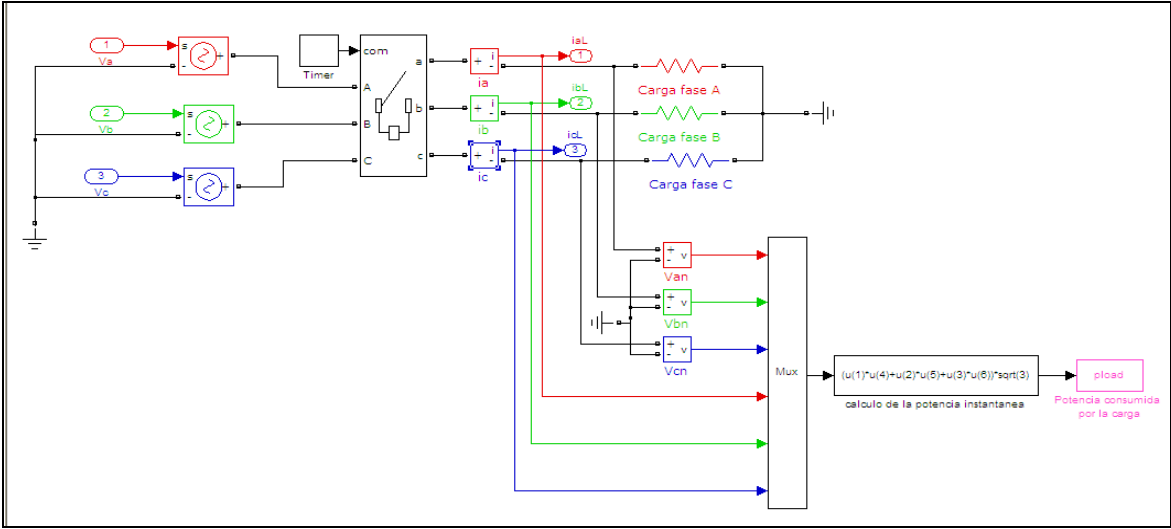 1
Va
s
-
+
2
Vb
s
-
+
3
Vc
s
-
+
Timer
com
A
B
C
a
b
c
+ i
-
ia
+ i
-
ib
+ i
-
ic
iaL
1
ibL
2
icL
3
Carga fase A
Carga fase B
Carga fase C
+ v
-
Van
+ v
-
Vbn
+ v
-
Vcn
Mux
(u(1)*u(4)+u(2)*u(5)+u(3)*u(6))*sqrt(3)
calculo de la potencia instantanea
pload
Potencia consumida
por la carga